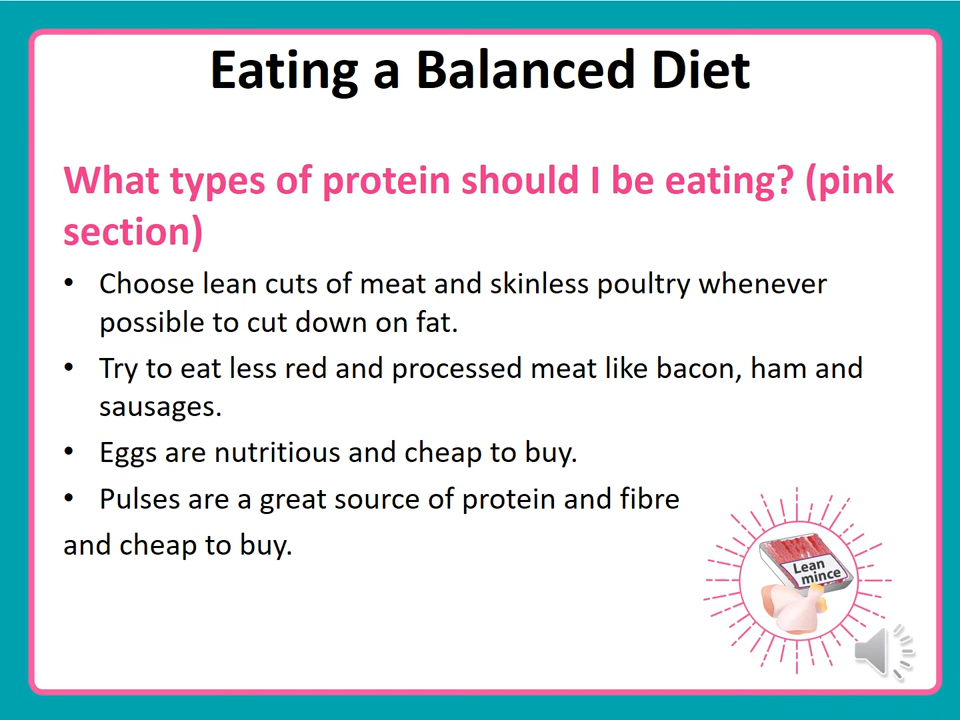 Eating a Balanced Diet
What types of protein should I be eating? (pink
section)
• Choose lean cuts of meat and skinless poultry whenever
possible to cut down on fat.
• Try to eat less red and processed meat like bacon, ham and
sausages.
• Eggs are nutritious and cheap to buy.
• Pulses are a great source of protein and fibre
and cheap to buy.
Lean
mince